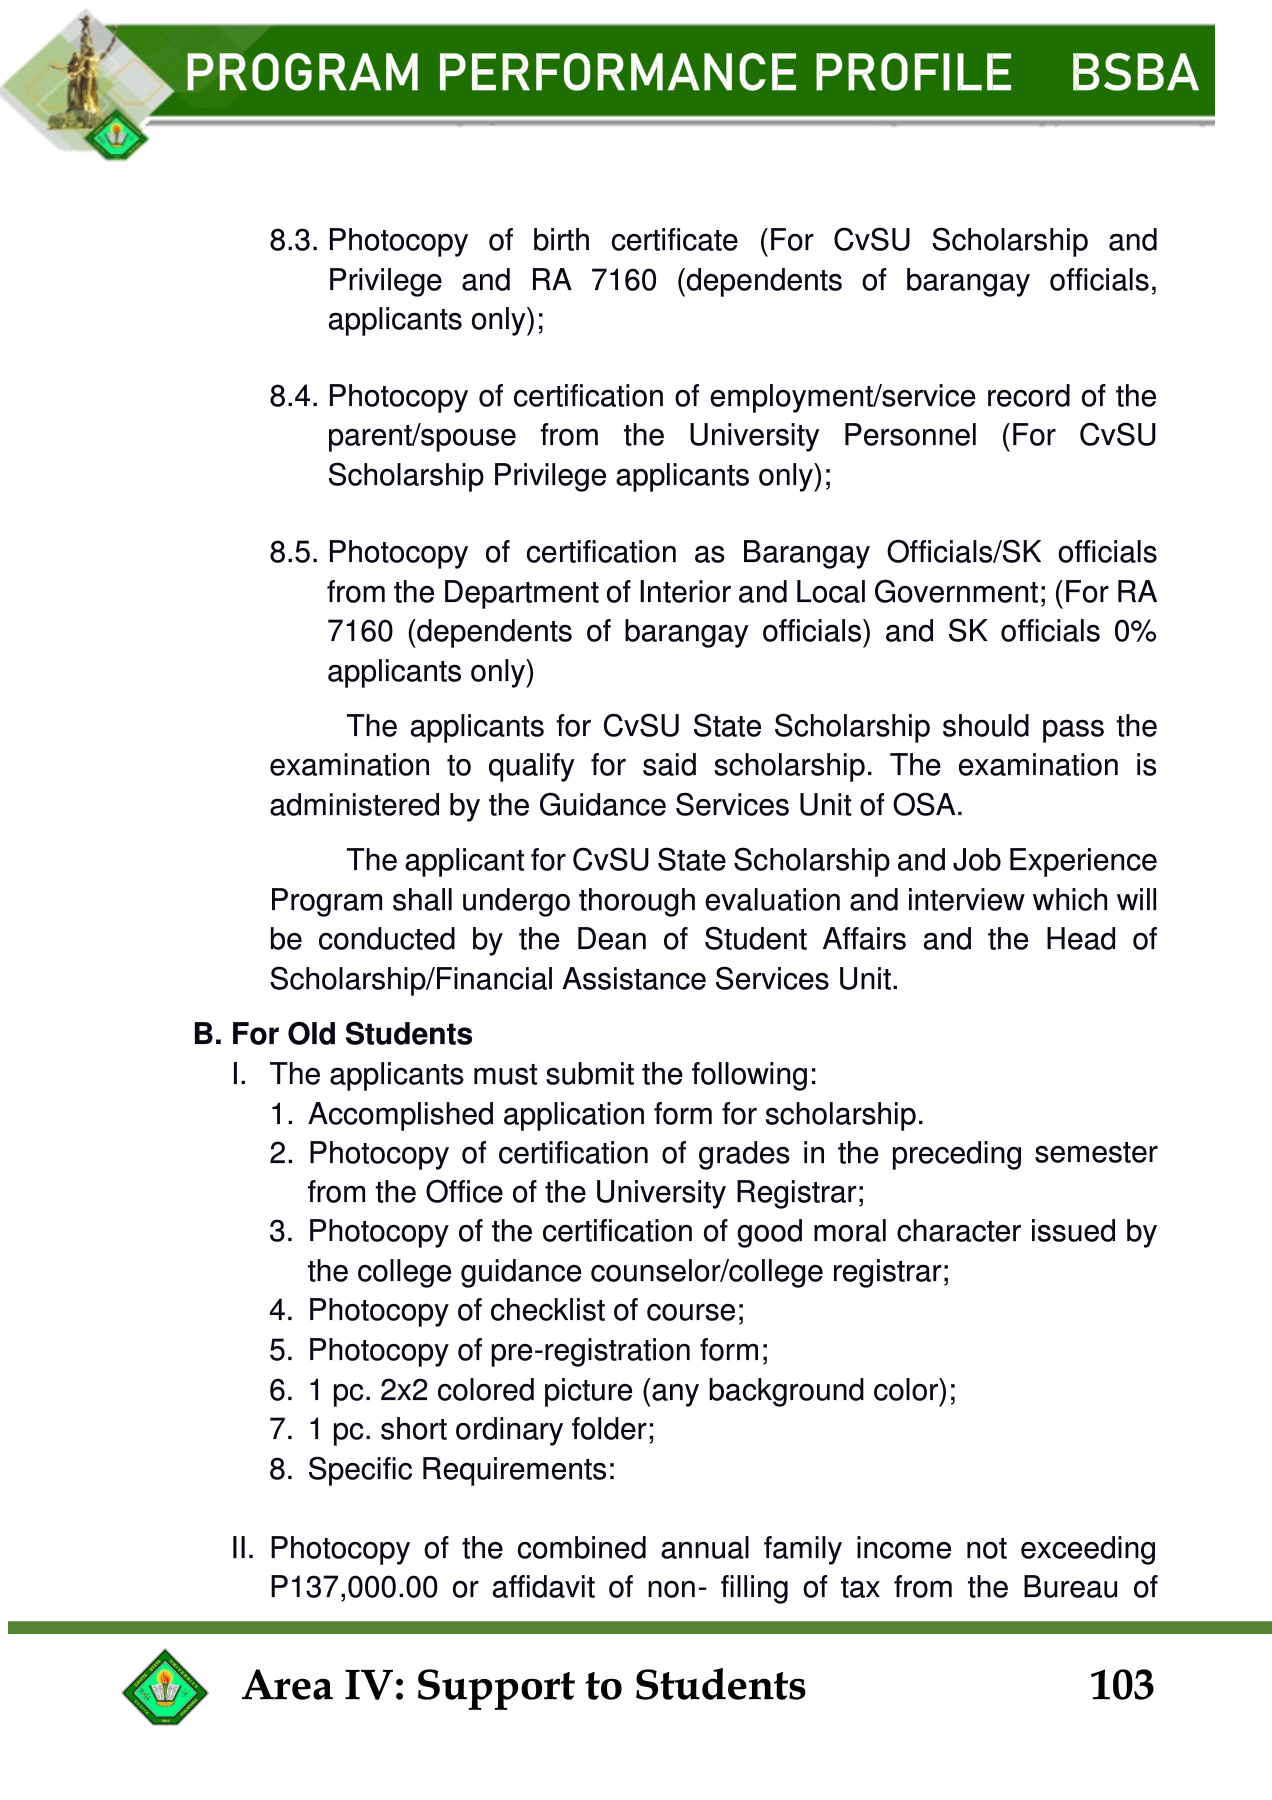 PROGRAM PERFORMANCE PROFILE BSBA
8.3. Photocopy of birth certificate (For CvSU Scholarship and
Privilege and RA 7160 (dependents of barangay officials,
applicants only);
8.4. Photocopy of certification of employment/service record of the
parent/spouse from the University Personnel (For CvSU
Scholarship Privilege applicants only);
8.5. Photocopy of certification as Barangay Officials/SK officials
from the Department of Interior and Local Government; (For RA
7160 (dependents of barangay officials) and SK officials 0%
applicants only)
The applicants for CvSU State Scholarship should pass the
examination to qualify for said scholarship. The examination is
administered by the Guidance Services Unit of OSA.
The applicant for CvSU State Scholarship and Job Experience
Program shall undergo thorough evaluation and interview which will
be conducted by the Dean of Student Affairs and the Head of
Scholarship/Financial Assistance Services Unit.
B. For Old Students
I. The applicants must submit the following:
1. Accomplished application form for scholarship.
2. Photocopy of certification of grades in the preceding semester
from the Office of the University Registrar;
3. Photocopy of the certification of good moral character issued by
the college guidance counselor/college registrar;
4. Photocopy of checklist of course;
5. Photocopy of pre-registration form;
6. 1 pc. 2x2 colored picture (any background color);
7. 1 pc. short ordinary folder;
8. Specific Requirements:
II. Photocopy of the combined annual family income not exceeding
P137,000.00 or affidavit of non- filling of tax from the Bureau of
Area IV: Support to Students 103